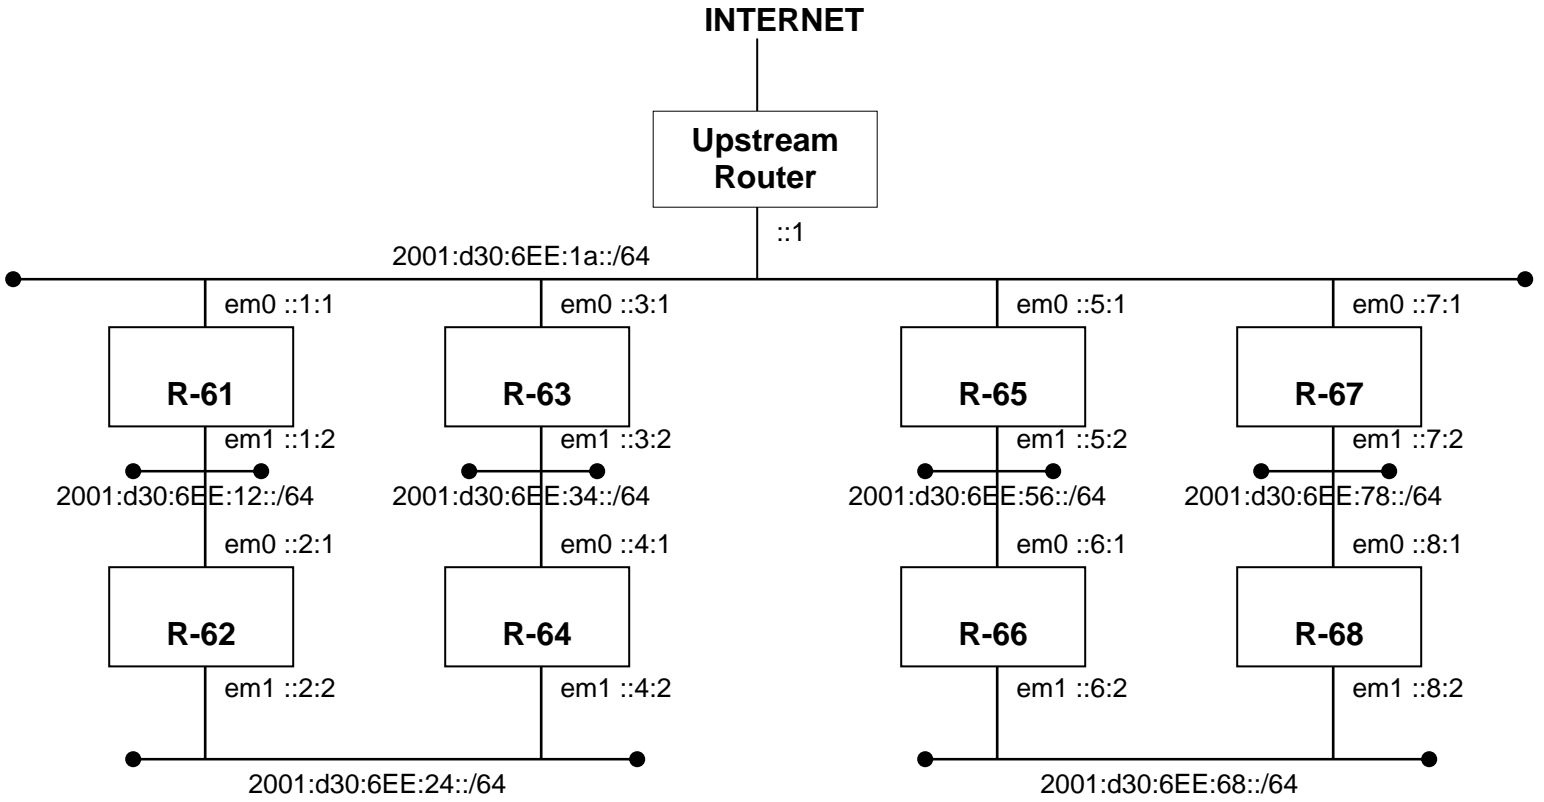 INTERNET
Upstream
Router
::1
2001:d30:6EE:1a::/64
em0 ::1:1
em0 ::3:1
em0 ::5:1
em0 ::7:1
R-61
R-63
R-65
R-67
em1 ::1:2
em1 ::3:2
em1 ::5:2
em1 ::7:2
2001:d30:6EE:12::/64
2001:d30:6EE:34::/64
2001:d30:6EE:56::/64
2001:d30:6EE:78::/64
em0 ::2:1
em0 ::4:1
em0 ::6:1
em0 ::8:1
R-62
R-64
R-66
R-68
em1 ::2:2
em1 ::4:2
em1 ::6:2
em1 ::8:2
2001:d30:6EE:24::/64
2001:d30:6EE:68::/64